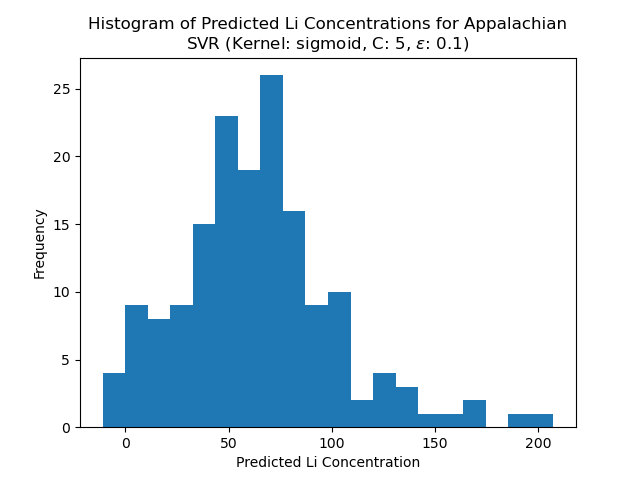 Histogram of Predicted Li Concentrations for Appalachian
SVR (Kernel: sigmoid, C: 5, ε: 0.1)
25
20
15
10
5
0
Frequency
0 50 100 150 200
Predicted Li Concentration